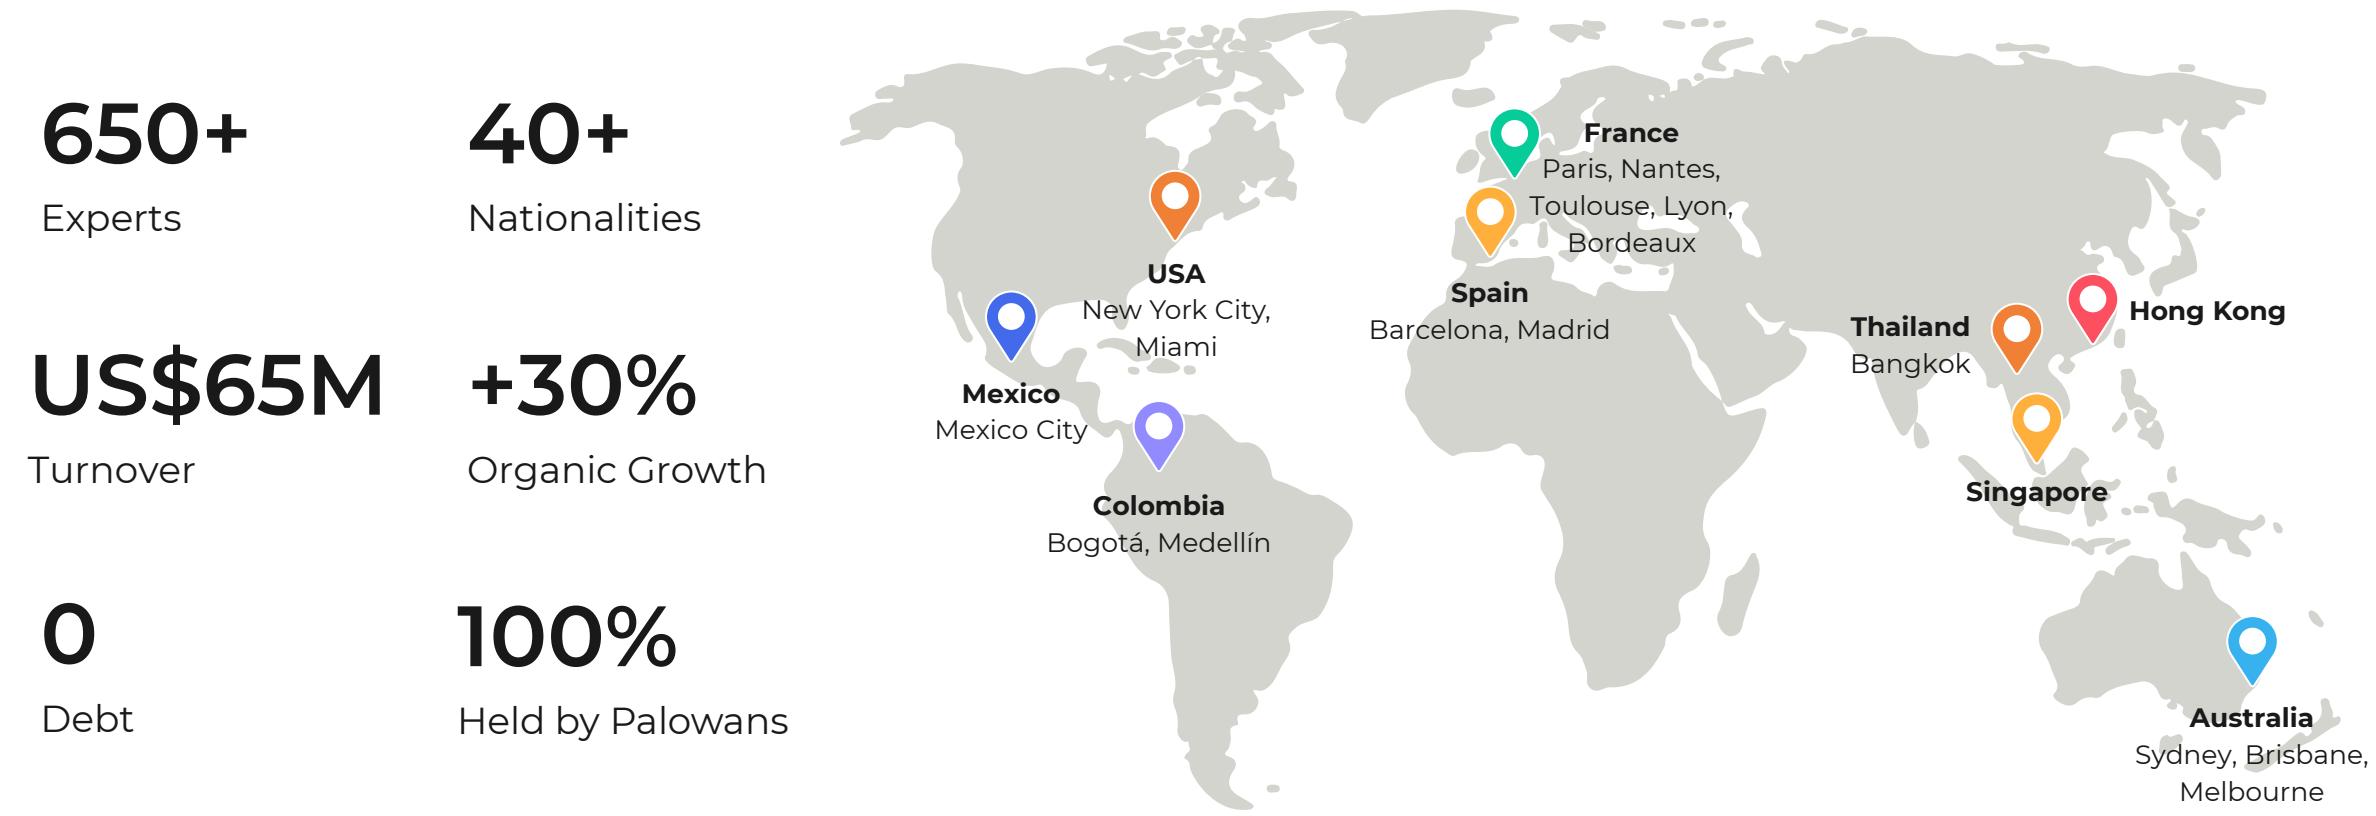 650+
Experts
40+
Nationalities
US$65M
Turnover
+30%
Organic Growth
0
Debt
100%
Held by Palowans
France
Paris, Nantes,
Toulouse, Lyon,
Bordeaux
USA
New York City,
Miami
Spain
Barcelona, Madrid
Hong Kong
Thailand
Bangkok
Mexico
Mexico City
Singapore
Colombia
Bogotá, Medellín
Australia
Sydney, Brisbane,
Melbourne